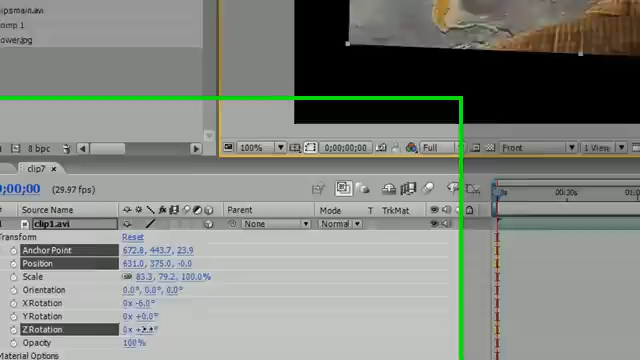 ipsmain.avi
omp 1
ower.jpg
8 bpc
100%
0;00;00;00
Full
Front
1 View
clip7
0;00;00 (29.97 fps)
00:30s
01:0
Source Name
Parent
Mode
T
TrkMat
clip1.avi
None
Normal
Transform
Reset
Anchor Point
672.8, 443.7, 23.9
Position
631.0, 375.0, -0.0
Scale
83.3, 79.2, 100.0%
Orientation
0.0°, 0.0°, 0.0°
X Rotation
0x -6.0°
Y Rotation
0x +0.0°
Z Rotation
0x
Opacity
100%
Material Options